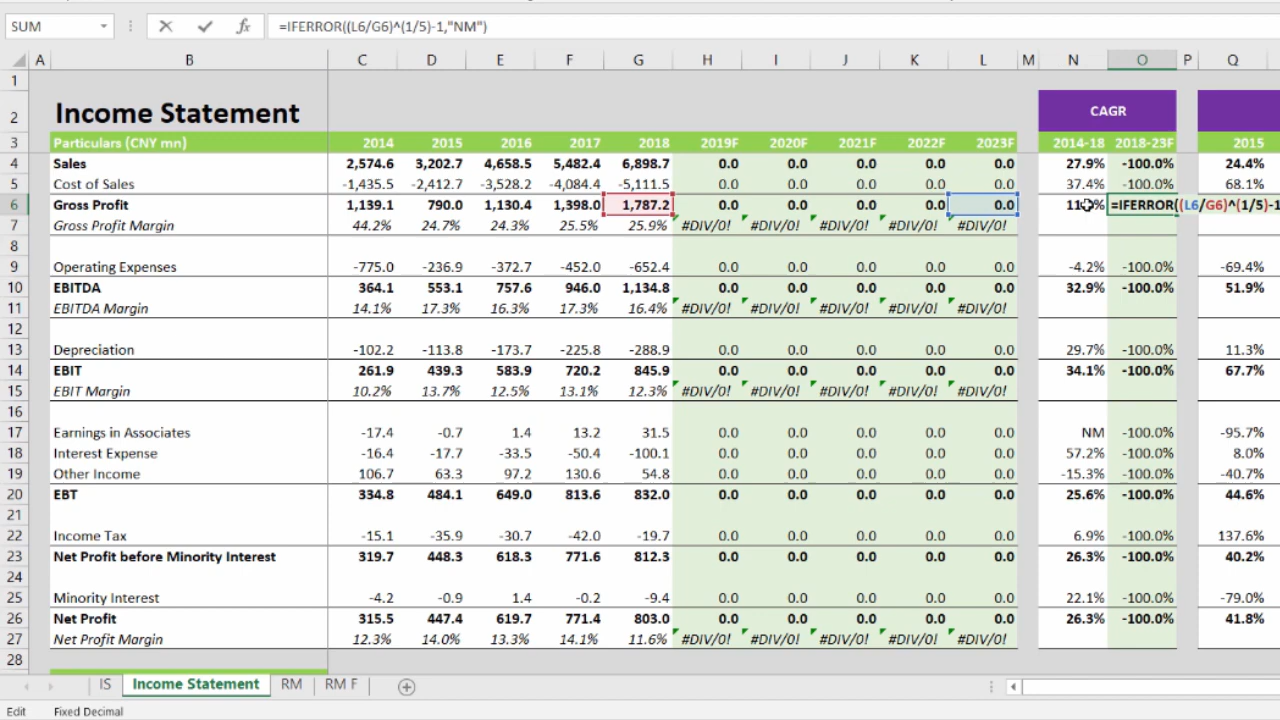 SUM fx =IFERROR((L6/G6)^(1/5)-1,"NM")
A B C D E F G H I J K L M N O P Q
1
2 Income Statement CAGR
3 Particulars (CNY mn) 2014 2015 2016 2017 2018 2019F 2020F 2021F 2022F 2023F 2014-18 2018-23F 2015
4 Sales 2,574.6 3,202.7 4,658.5 5,482.4 6,898.7 0.0 0.0 0.0 0.0 0.0 27.9% -100.0% 24.4%
5 Cost of Sales -1,435.5 -2,412.7 -3,528.2 -4,084.4 -5,111.5 0.0 0.0 0.0 0.0 0.0 37.4% -100.0% 68.1%
6 Gross Profit 1,139.1 790.0 1,130.4 1,398.0 1,787.2 0.0 0.0 0.0 0.0 0.0 =IFERROR((L6/G6)^(1/5)-1
7 Gross Profit Margin 44.2% 24.7% 24.3% 25.5% 25.9% #DIV/0! #DIV/0! #DIV/0! #DIV/0! #DIV/0!
8
9 Operating Expenses -775.0 -236.9 -372.7 -452.0 -652.4 0.0 0.0 0.0 0.0 0.0 -4.2% -100.0% -69.4%
10 EBITDA 364.1 553.1 757.6 946.0 1,134.8 0.0 0.0 0.0 0.0 0.0 32.9% -100.0% 51.9%
11 EBITDA Margin 14.1% 17.3% 16.3% 17.3% 16.4% #DIV/0! #DIV/0! #DIV/0! #DIV/0! #DIV/0!
12
13 Depreciation -102.2 -113.8 -173.7 -225.8 -288.9 0.0 0.0 0.0 0.0 0.0 29.7% -100.0% 11.3%
14 EBIT 261.9 439.3 583.9 720.2 845.9 0.0 0.0 0.0 0.0 0.0 34.1% -100.0% 67.7%
15 EBIT Margin 10.2% 13.7% 12.5% 13.1% 12.3% #DIV/0! #DIV/0! #DIV/0! #DIV/0! #DIV/0!
16
17 Earnings in Associates -17.4 -0.7 1.4 13.2 31.5 0.0 0.0 0.0 0.0 0.0 NM -100.0% -95.7%
18 Interest Expense -16.4 -17.7 -33.5 -50.4 -100.1 0.0 0.0 0.0 0.0 0.0 57.2% -100.0% 8.0%
19 Other Income 106.7 63.3 97.2 130.6 54.8 0.0 0.0 0.0 0.0 0.0 -15.3% -100.0% -40.7%
20 EBT 334.8 484.1 649.0 813.6 832.0 0.0 0.0 0.0 0.0 0.0 25.6% -100.0% 44.6%
21
22 Income Tax -15.1 -35.9 -30.7 -42.0 -19.7 0.0 0.0 0.0 0.0 0.0 6.9% -100.0% 137.6%
23 Net Profit before Minority Interest 319.7 448.3 618.3 771.6 812.3 0.0 0.0 0.0 0.0 0.0 26.3% -100.0% 40.2%
24
25 Minority Interest -4.2 -0.9 1.4 -0.2 -9.4 0.0 0.0 0.0 0.0 0.0 22.1% -100.0% -79.0%
26 Net Profit 315.5 447.4 619.7 771.4 803.0 0.0 0.0 0.0 0.0 0.0 26.3% -100.0% 41.8%
27 Net Profit Margin 12.3% 14.0% 13.3% 14.1% 11.6% #DIV/0! #DIV/0! #DIV/0! #DIV/0! #DIV/0!
28
IS Income Statement RM RM F
Edit Fixed Decimal